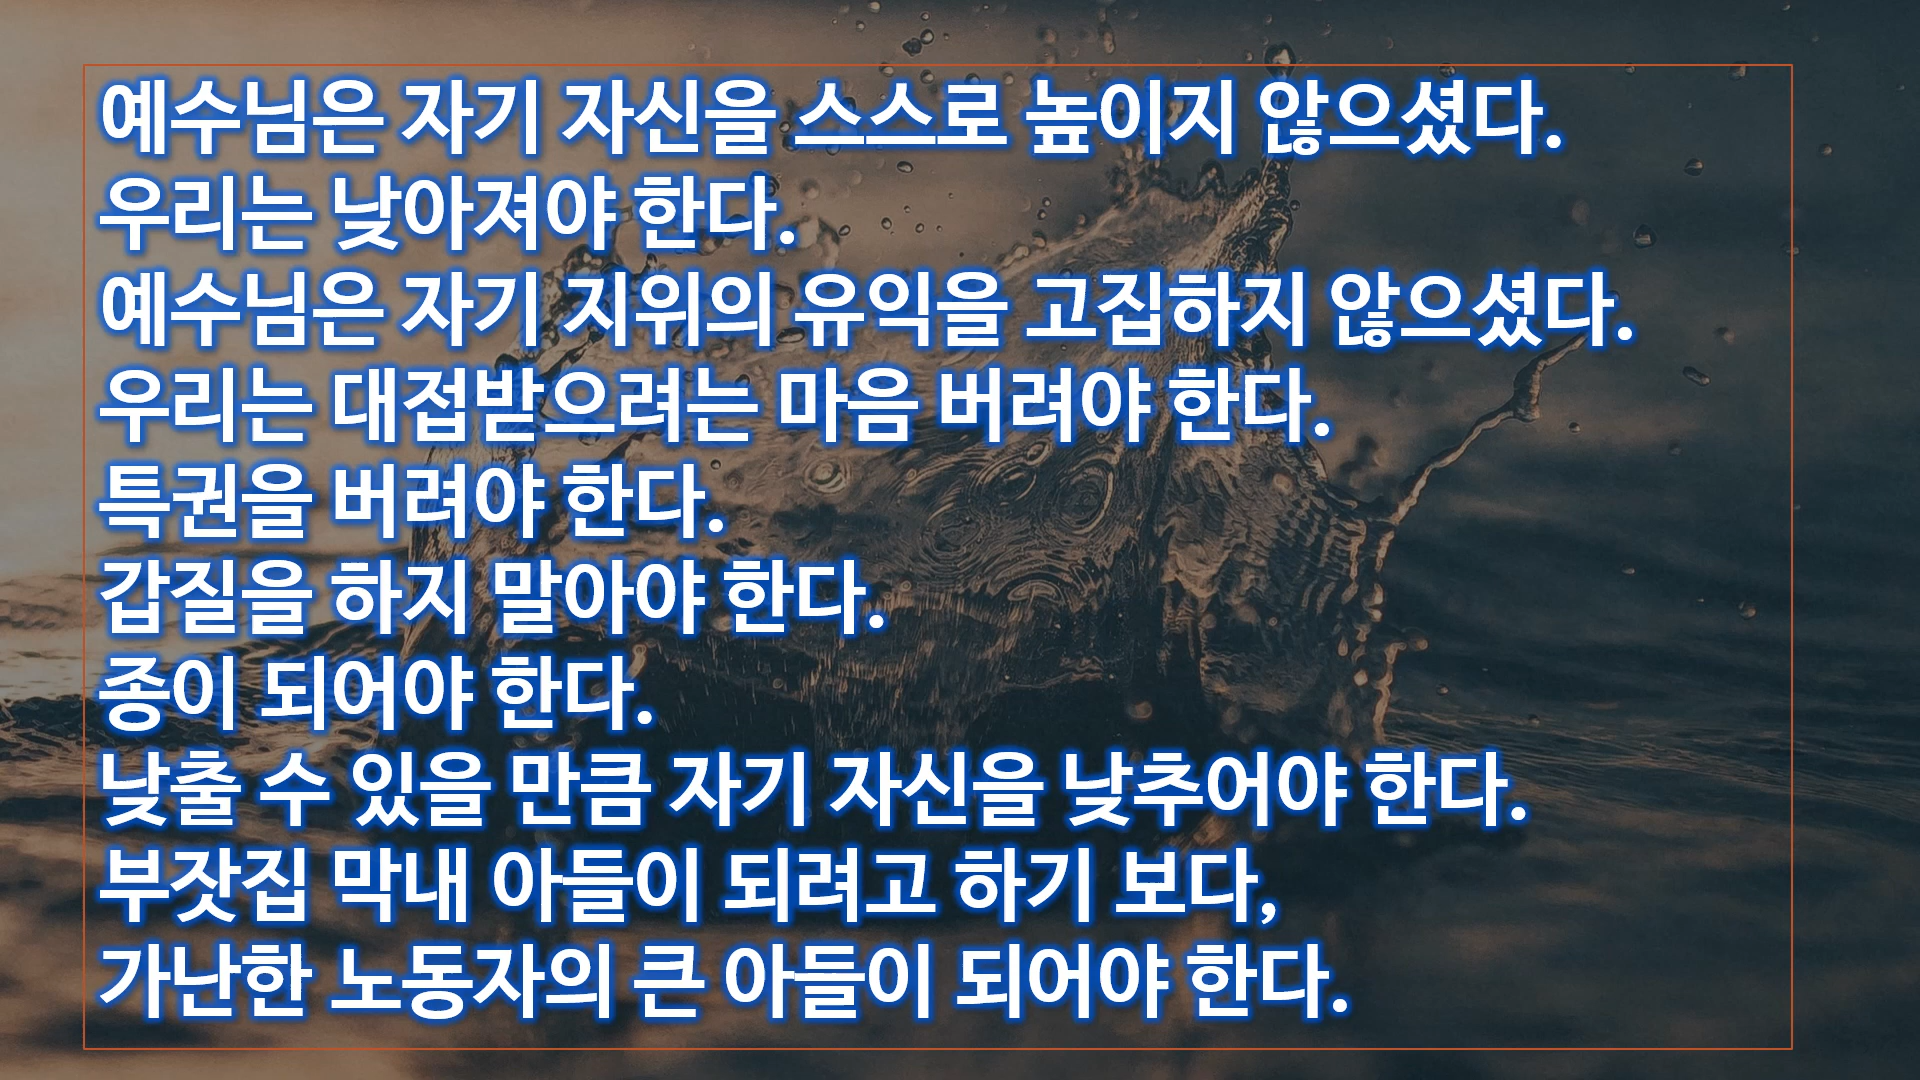 예수님은 자기 자신을 스스로 높이지 않으셨다.
우리는 낮아져야 한다.
예수님은 자기 지위의 유익을 고집하지 않으셨다.
우리는 대접받으려는 마음 버려야 한다.
특권을 버려야 한다.
갑질을 하지 말아야 한다.
종이 되어야 한다.
낮출 수 있을 만큼 자기 자신을 낮추어야 한다.
부잣집 막내 아들이 되려고 하기 보다,
가난한 노동자의 큰 아들이 되어야 한다.